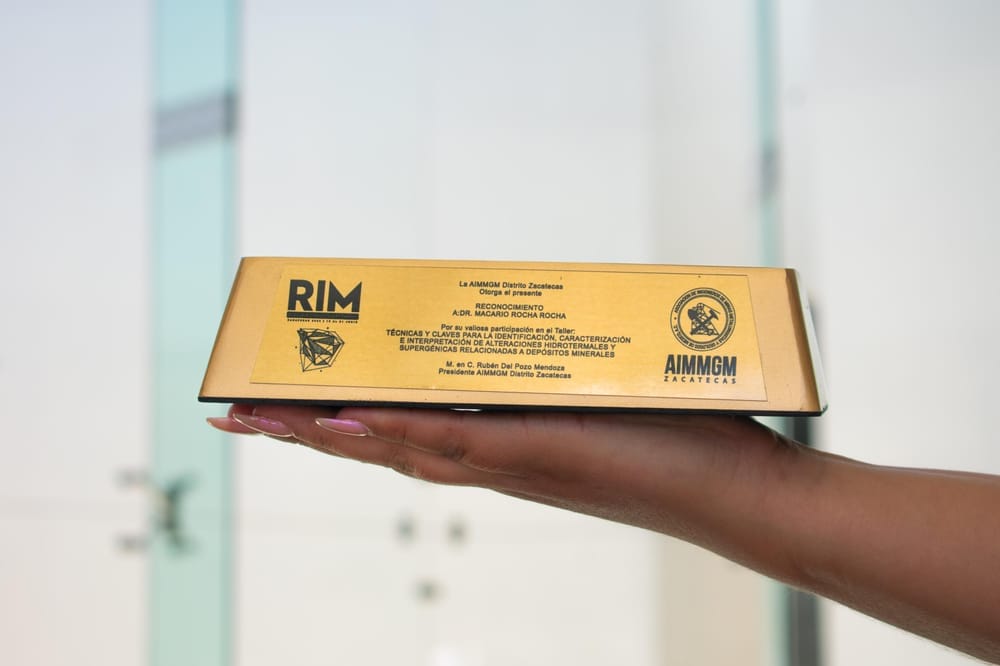 RIM
La AIMMGM Distrito Zacatecas
Otorga el presente
RECONOCIMIENTO
A:DR. MACARIO ROCHA ROCHA
Por su valiosa participación en el Taller:
TÉCNICAS Y CLAVES PARA LA IDENTIFICACIÓN, CARACTERIZACIÓN
E INTERPRETACIÓN DE ALTERACIONES HIDROTERMALES Y
SUPERGÉNICAS RELACIONADAS A DEPÓSITOS MINERALES
M. en C. Rubén Del Pozo Mendoza
Presidente AIMMGM Distrito Zacatecas
AIMMGM
ZACATECAS